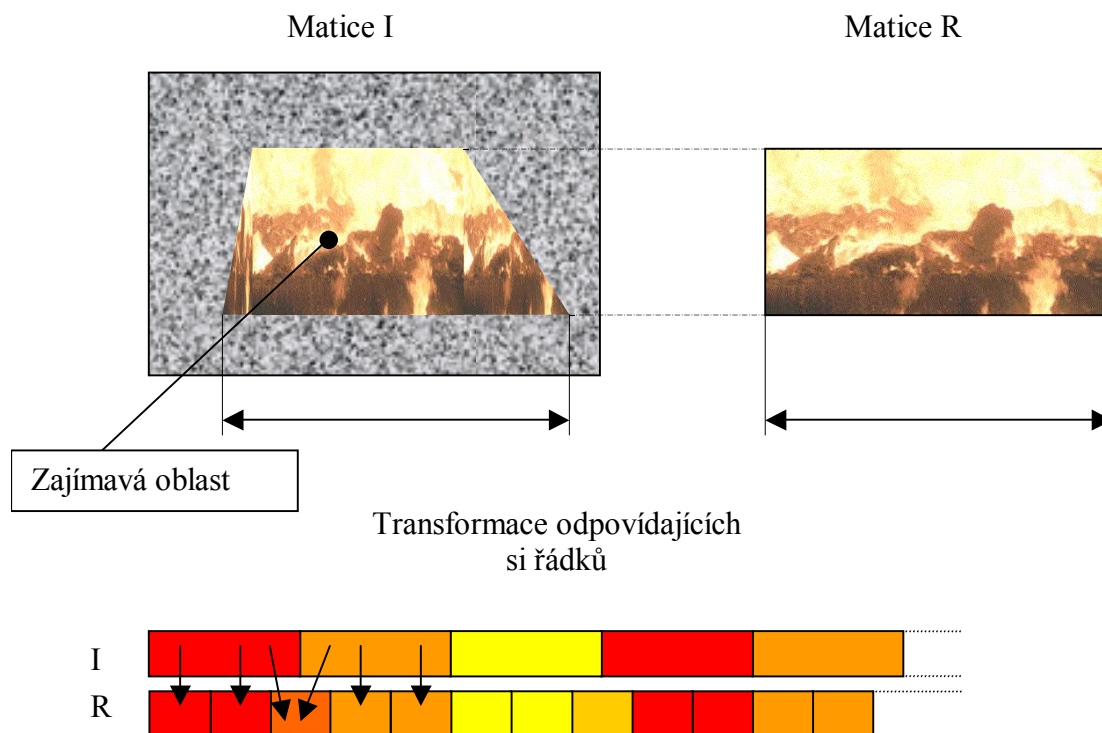 Matice I
Matice R
Zajímavá oblast
Transformace odpovídajících
si řádků
I
R